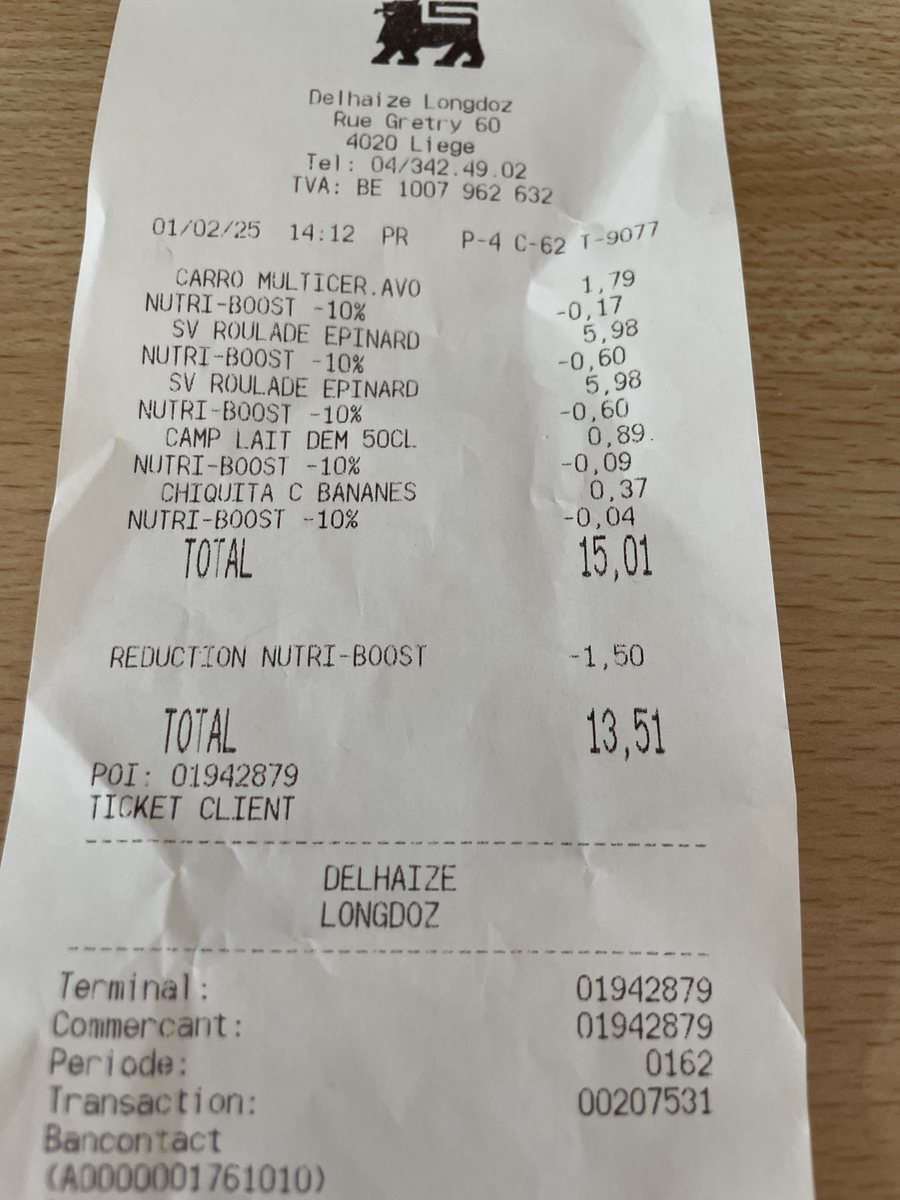 Delhaize Longdoz
Rue Gretry 60
4020 Liege
Tel: 04/342.49.02
TVA: BE 1007 962 632
01/02/25 14:12 PR P-4 C-62 T-9077
CARRO MULTICER.AVO 1,79
NUTRI-BOOST -10% -0,17
SV ROULADE EPINARD 5,98
NUTRI-BOOST -10% -0,60
SV ROULADE EPINARD 5,98
NUTRI-BOOST -10% -0,60
CAMP LAIT DEM 50CL 0,89
NUTRI-BOOST -10% -0,09
CHIQUITA C BANANES 0,37
NUTRI-BOOST -10% -0,04
TOTAL 15,01
REDUCTION NUTRI-BOOST -1,50
TOTAL 13,51
POI: 01942879
TICKET CLIENT
DELHAIZE
LONGDOZ
Terminal: 01942879
Commercant: 01942879
Periode: 0162
Transaction: 00207531
Bancontact
(A0000001761010)